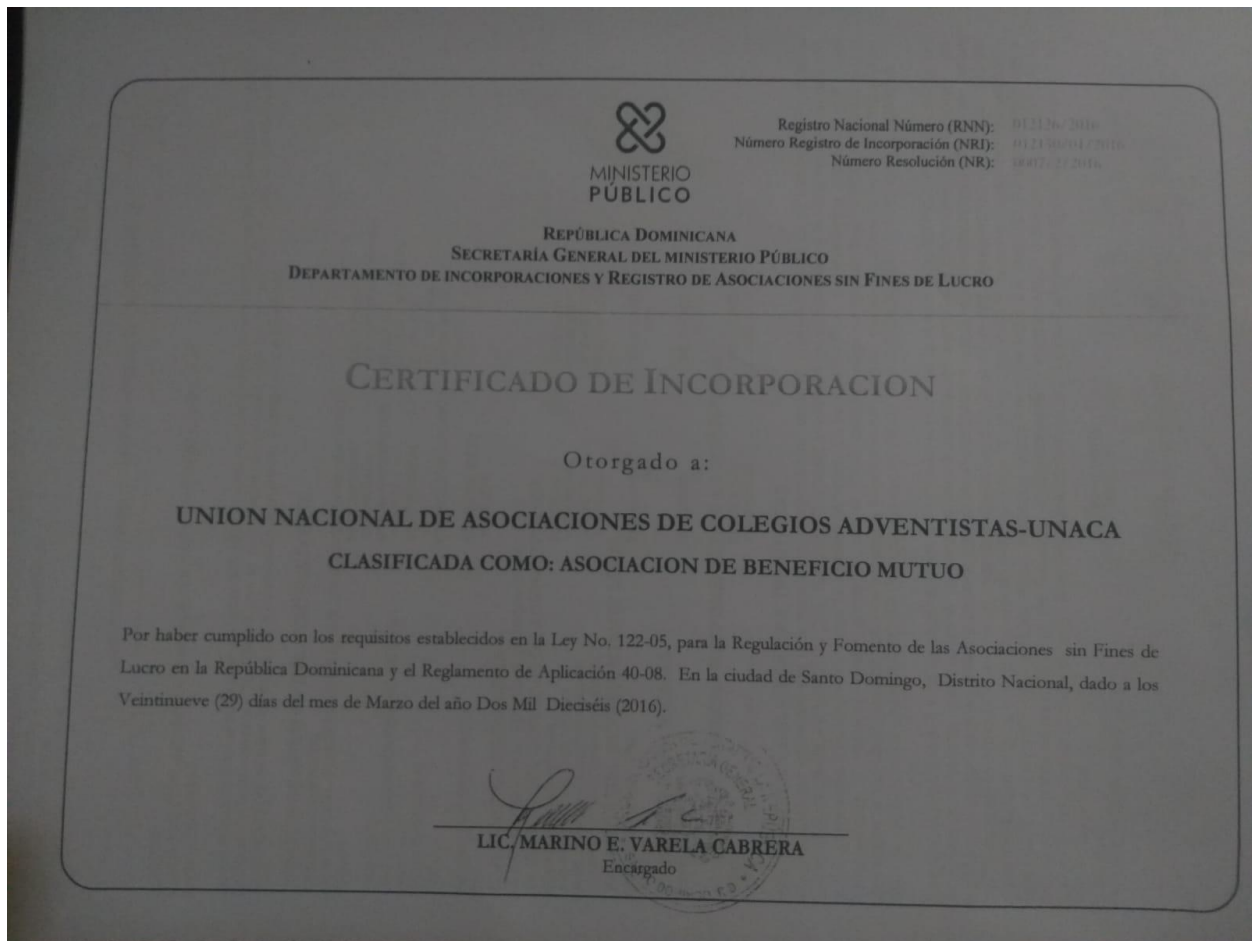 MINISTERIO
PÚBLICO
Registro Nacional Número (RNN):
Número Registro de Incorporación (NRI):
Número Resolución (NR):
REPÚBLICA DOMINICANA
SECRETARÍA GENERAL DEL MINISTERIO PÚBLICO
DEPARTAMENTO DE INCORPORACIONES Y REGISTRO DE ASOCIACIONES SIN FINES DE LUCRO
CERTIFICADO DE INCORPORACION
Otorgado a:
UNION NACIONAL DE ASOCIACIONES DE COLEGIOS ADVENTISTAS-UNACA
CLASIFICADA COMO: ASOCIACION DE BENEFICIO MUTUO
Por haber cumplido con los requisitos establecidos en la Ley No. 122-05, para la Regulación y Fomento de las Asociaciones sin Fines de
Lucro en la República Dominicana y el Reglamento de Aplicación 40-08. En la ciudad de Santo Domingo, Distrito Nacional, dado a los
Veintinueve (29) días del mes de Marzo del año Dos Mil Dieciséis (2016).
LIC. MARINO E. VARELA CABRERA
Encargado